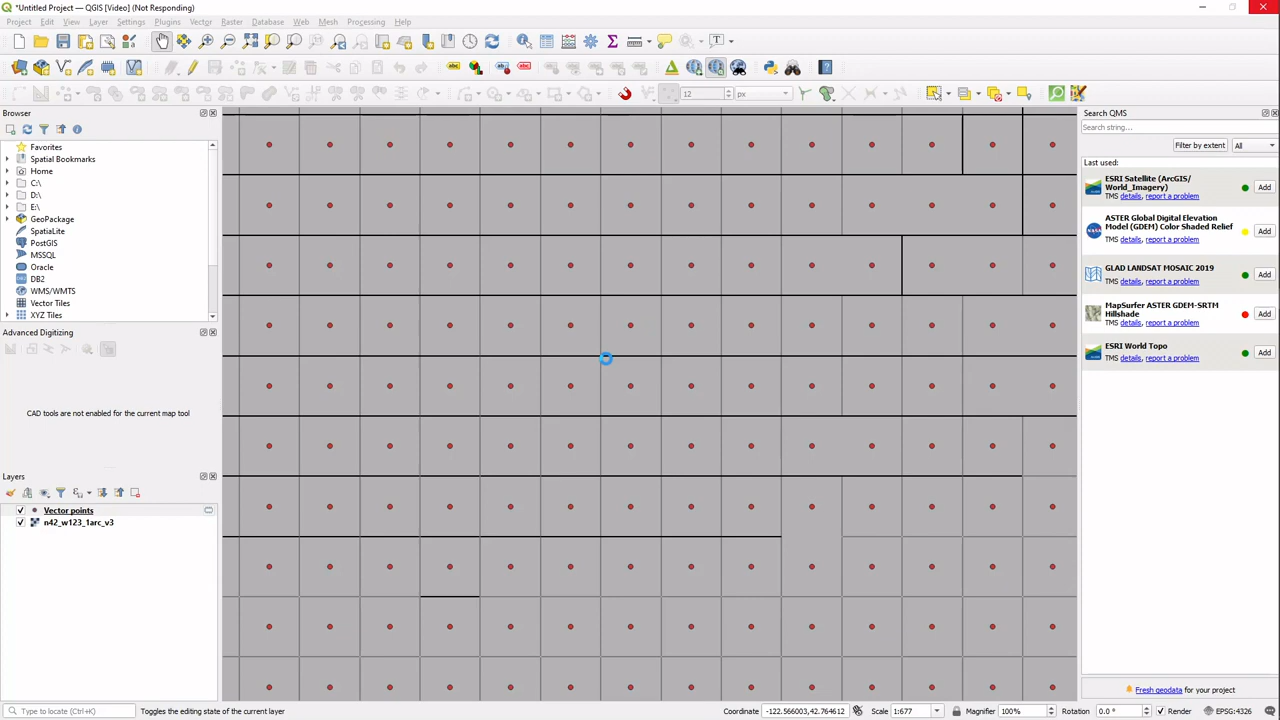 *Untitled Project — QGIS [Video] (Not Responding)
Project Edit View Layer Settings Plugins Vector Raster Database Web Mesh Processing Help
12 px
Browser
Favorites
Spatial Bookmarks
Home
C:\
D:\
E:\
GeoPackage
SpatiaLite
PostGIS
MSSQL
Oracle
DB2
WMS/WMTS
Vector Tiles
XYZ Tiles
Advanced Digitizing
CAD tools are not enabled for the current map tool
Layers
Vector points
n42_w123_1arc_v3
Search QMS
Search string...
Filter by extent All
Last used:
ESRI Satellite (ArcGIS/
World_Imagery)
TMS details, report a problem
Add
ASTER Global Digital Elevation
Model (GDEM) Color Shaded Relief
TMS details, report a problem
Add
GLAD LANDSAT MOSAIC 2019
TMS details, report a problem
Add
MapSurfer ASTER GDEM-SRTM
Hillshade
TMS details, report a problem
Add
ESRI World Topo
TMS details, report a problem
Add
Fresh geodata for your project
Type to locate (Ctrl+K) Toggles the editing state of the current layer Coordinate -122.566003,42.764612 Scale 1:677 Magnifier 100% Rotation 0.0 ° Render EPSG:4326